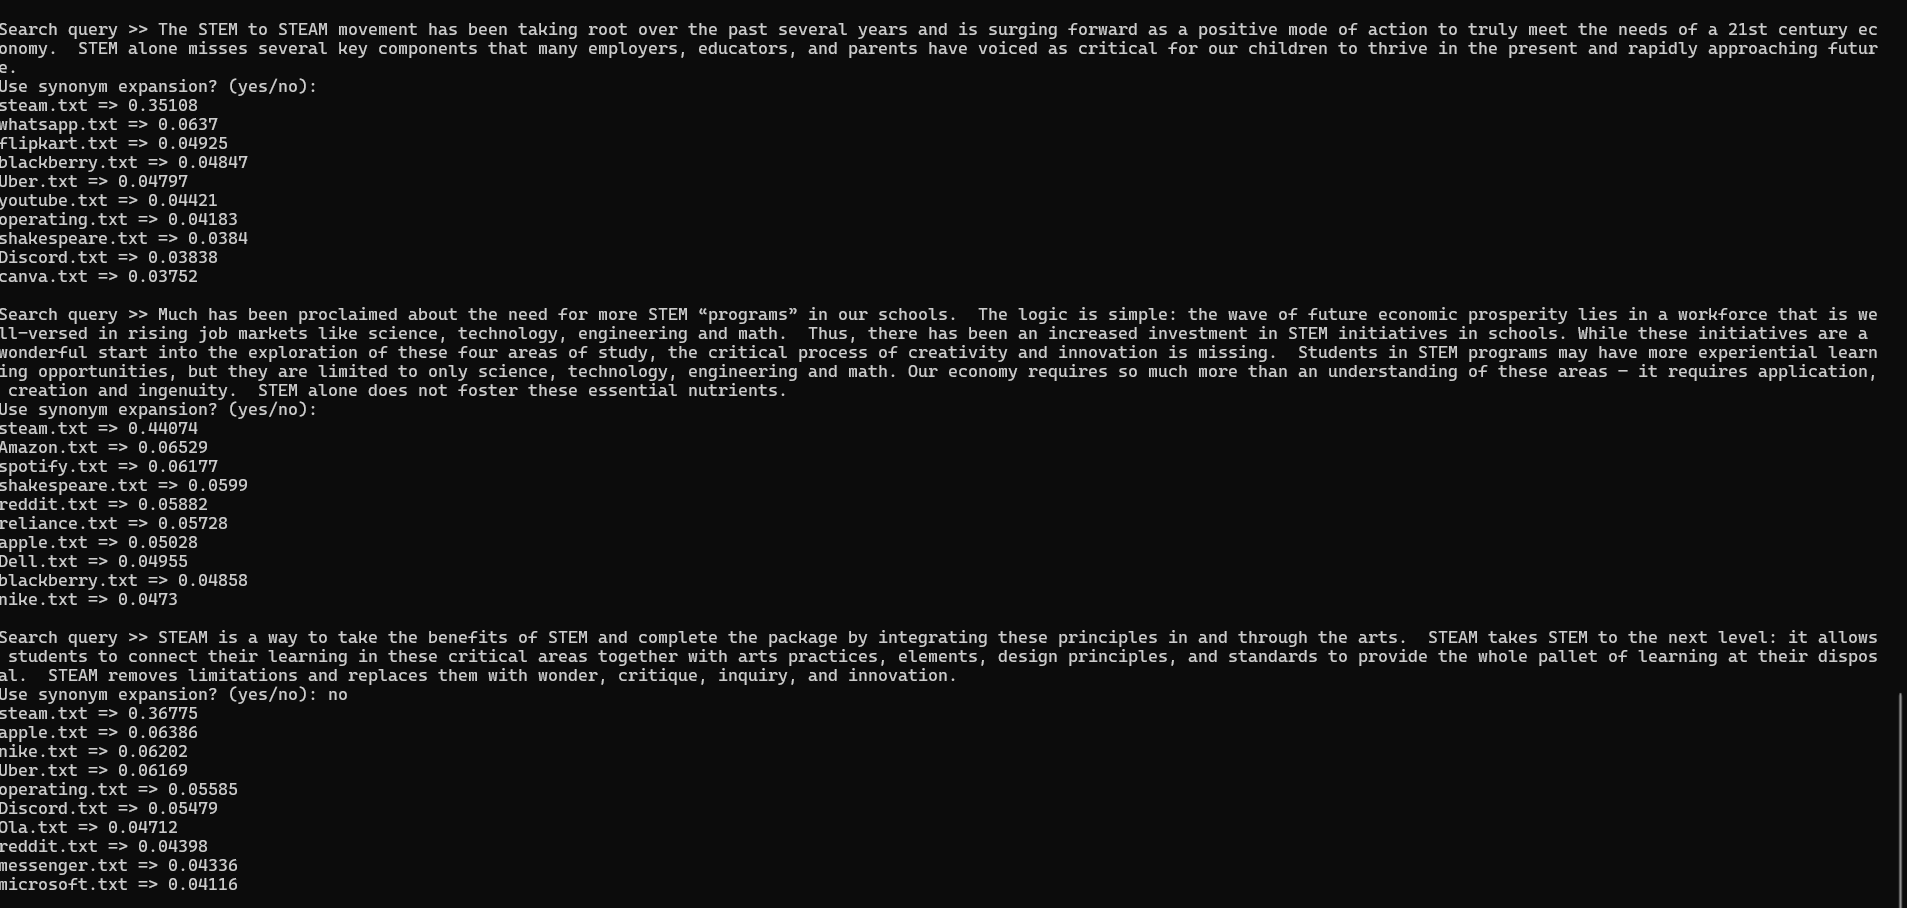 Search query >> The STEM to STEAM movement has been taking root over the past several years and is surging forward as a positive mode of action to truly meet the needs of a 21st century ec
onomy.  STEM alone misses several key components that many employers, educators, and parents have voiced as critical for our children to thrive in the present and rapidly approaching futur
e.
Use synonym expansion? (yes/no):
steam.txt => 0.35108
whatsapp.txt => 0.0637
flipkart.txt => 0.04925
blackberry.txt => 0.04847
Uber.txt => 0.04797
youtube.txt => 0.04421
operating.txt => 0.04183
shakespeare.txt => 0.0384
Discord.txt => 0.03838
canva.txt => 0.03752
Search query >> Much has been proclaimed about the need for more STEM “programs” in our schools.  The logic is simple: the wave of future economic prosperity lies in a workforce that is we
ll-versed in rising job markets like science, technology, engineering and math.  Thus, there has been an increased investment in STEM initiatives in schools. While these initiatives are a
wonderful start into the exploration of these four areas of study, the critical process of creativity and innovation is missing.  Students in STEM programs may have more experiential learn
ing opportunities, but they are limited to only science, technology, engineering and math. Our economy requires so much more than an understanding of these areas – it requires application,
creation and ingenuity.  STEM alone does not foster these essential nutrients.
Use synonym expansion? (yes/no):
steam.txt => 0.44074
Amazon.txt => 0.06529
spotify.txt => 0.06177
shakespeare.txt => 0.0599
reddit.txt => 0.05882
reliance.txt => 0.05728
apple.txt => 0.05028
Dell.txt => 0.04955
blackberry.txt => 0.04858
nike.txt => 0.0473
Search query >> STEAM is a way to take the benefits of STEM and complete the package by integrating these principles in and through the arts.  STEAM takes STEM to the next level: it allows
students to connect their learning in these critical areas together with arts practices, elements, design principles, and standards to provide the whole pallet of learning at their dispos
al.  STEAM removes limitations and replaces them with wonder, critique, inquiry, and innovation.
Use synonym expansion? (yes/no): no
steam.txt => 0.36775
apple.txt => 0.06386
nike.txt => 0.06202
Uber.txt => 0.06169
operating.txt => 0.05585
Discord.txt => 0.05479
Ola.txt => 0.04712
reddit.txt => 0.04398
messenger.txt => 0.04336
microsoft.txt => 0.04116